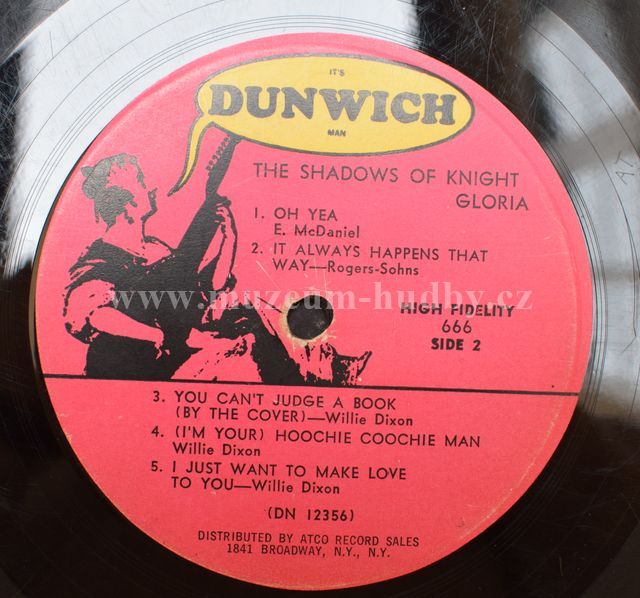 IT'S
DUNWICH
MAN
THE SHADOWS OF KNIGHT
GLORIA
1. OH YEA
E. McDaniel
2. IT ALWAYS HAPPENS THAT
WAY—Rogers-Sohns
www.muzeum-hudby.cz
HIGH FIDELITY
666
SIDE 2
3. YOU CAN'T JUDGE A BOOK
(BY THE COVER)—Willie Dixon
4. (I'M YOUR) HOOCHIE COOCHIE MAN
Willie Dixon
5. I JUST WANT TO MAKE LOVE
TO YOU—Willie Dixon
(DN 12356)
DISTRIBUTED BY ATCO RECORD SALES
1841 BROADWAY, N.Y., N.Y.
AT